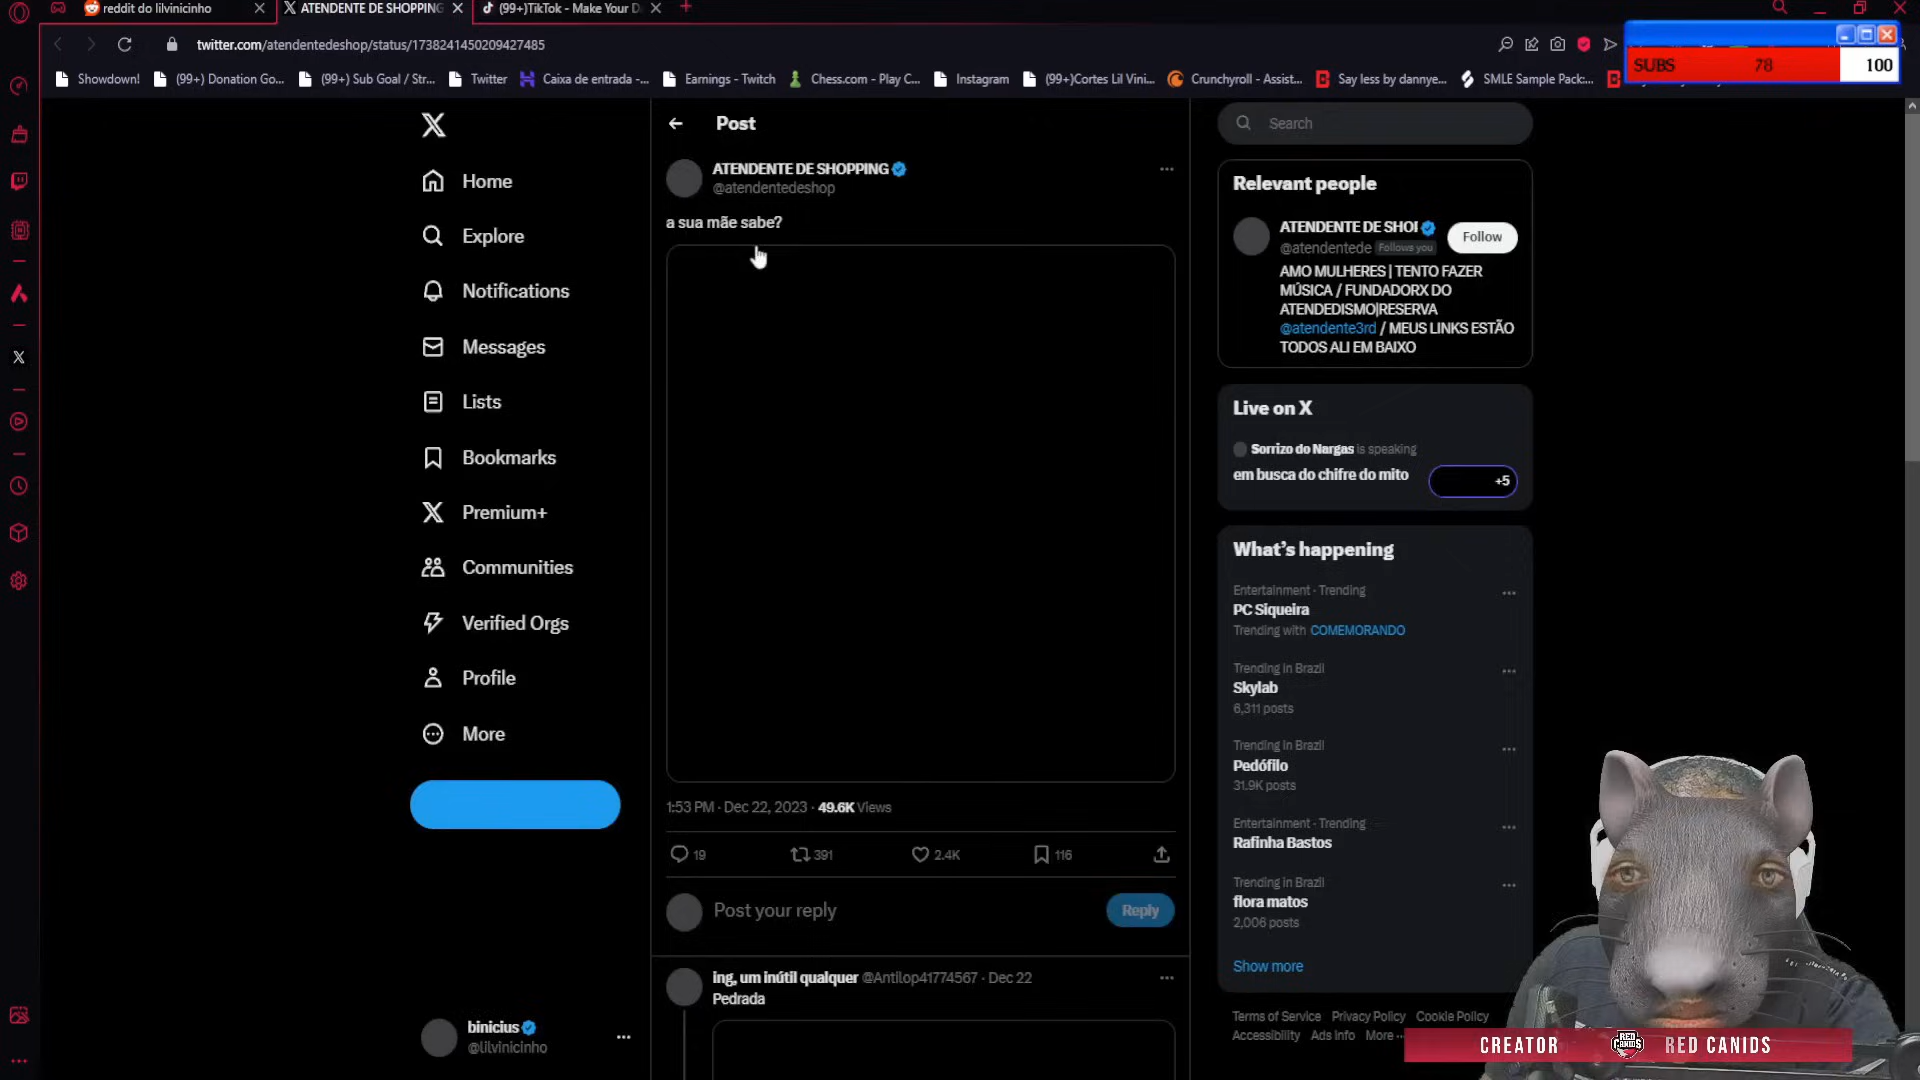 reddit do lilvinicinho
ATENDENTE DE SHOPPING
(99+)TikTok - Make Your D
twitter.com/atendentedeshop/status/1738241450209427485
Showdown!
(99+) Donation Go...
(99+) Sub Goal / Str...
Twitter
Caixa de entrada -...
Earnings - Twitch
Chess.com - Play C...
Instagram
(99+)Cortes Lil Vini...
Crunchyroll - Assist...
Say less by dannye...
SMLE Sample Pack:...
SUBS 78 100
Home
Explore
Notifications
Messages
Lists
Bookmarks
Premium+
Communities
Verified Orgs
Profile
More
binicius
@lilvinicinho
Post
ATENDENTE DE SHOPPING
@atendentedeshop
a sua mãe sabe?
1:53 PM · Dec 22, 2023 · 49.6K Views
19 391 2.4K 116
Post your reply
Reply
ing, um inútil qualquer @Antilop41774567 · Dec 22
Pedrada
Search
Relevant people
ATENDENTE DE SHOI
@atendentede Follows you
Follow
AMO MULHERES | TENTO FAZER
MÚSICA / FUNDADORX DO
ATENDEDISMO|RESERVA
@atendente3rd / MEUS LINKS ESTÃO
TODOS ALI EM BAIXO
Live on X
Sorrizo do Nargas is speaking
em busca do chifre do mito
+5
What's happening
Entertainment · Trending
PC Siqueira
Trending with COMEMORANDO
Trending in Brazil
Skylab
6,311 posts
Trending in Brazil
Pedófilo
31.9K posts
Entertainment · Trending
Rafinha Bastos
Trending in Brazil
flora matos
2,006 posts
Show more
Terms of Service Privacy Policy Cookie Policy
Accessibility Ads info More ...
CREATOR RED CANIDS RED CANIDS